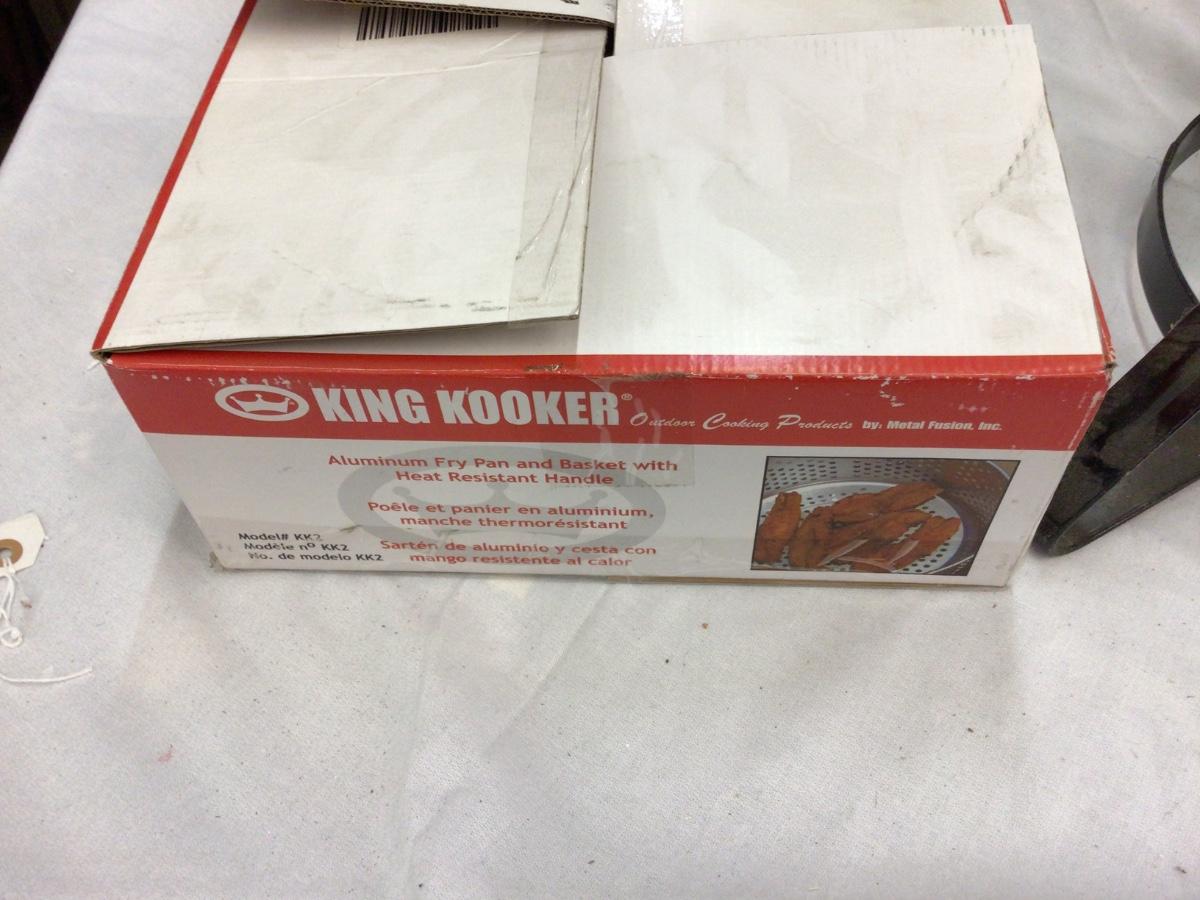 KING KOOKER® Outdoor Cooking Products by: Metal Fusion, Inc.
Aluminum Fry Pan and Basket with
Heat Resistant Handle
Poêle et panier en aluminium,
manche thermorésistant
Sartén de aluminio y cesta con
mango resistente al calor
Model# KK2
Modèle nº KK2
No. de modelo KK2